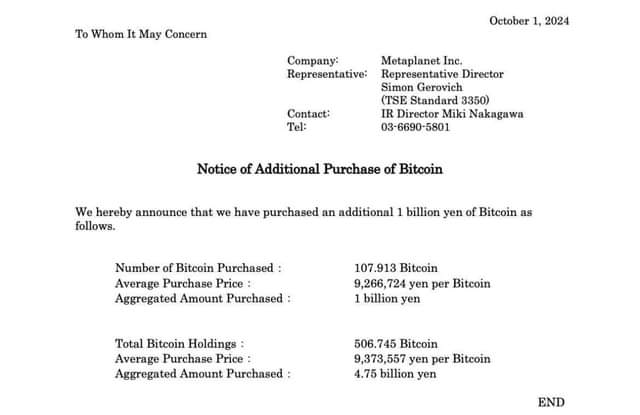 October 1, 2024
To Whom It May Concern
Company: Metaplanet Inc.
Representative: Representative Director
Simon Gerovich
(TSE Standard 3350)
Contact: IR Director Miki Nakagawa
Tel: 03-6690-5801
Notice of Additional Purchase of Bitcoin
We hereby announce that we have purchased an additional 1 billion yen of Bitcoin as
follows.
Number of Bitcoin Purchased : 107.913 Bitcoin
Average Purchase Price : 9,266,724 yen per Bitcoin
Aggregated Amount Purchased : 1 billion yen
Total Bitcoin Holdings : 506.745 Bitcoin
Average Purchase Price : 9,373,557 yen per Bitcoin
Aggregated Amount Purchased : 4.75 billion yen
END